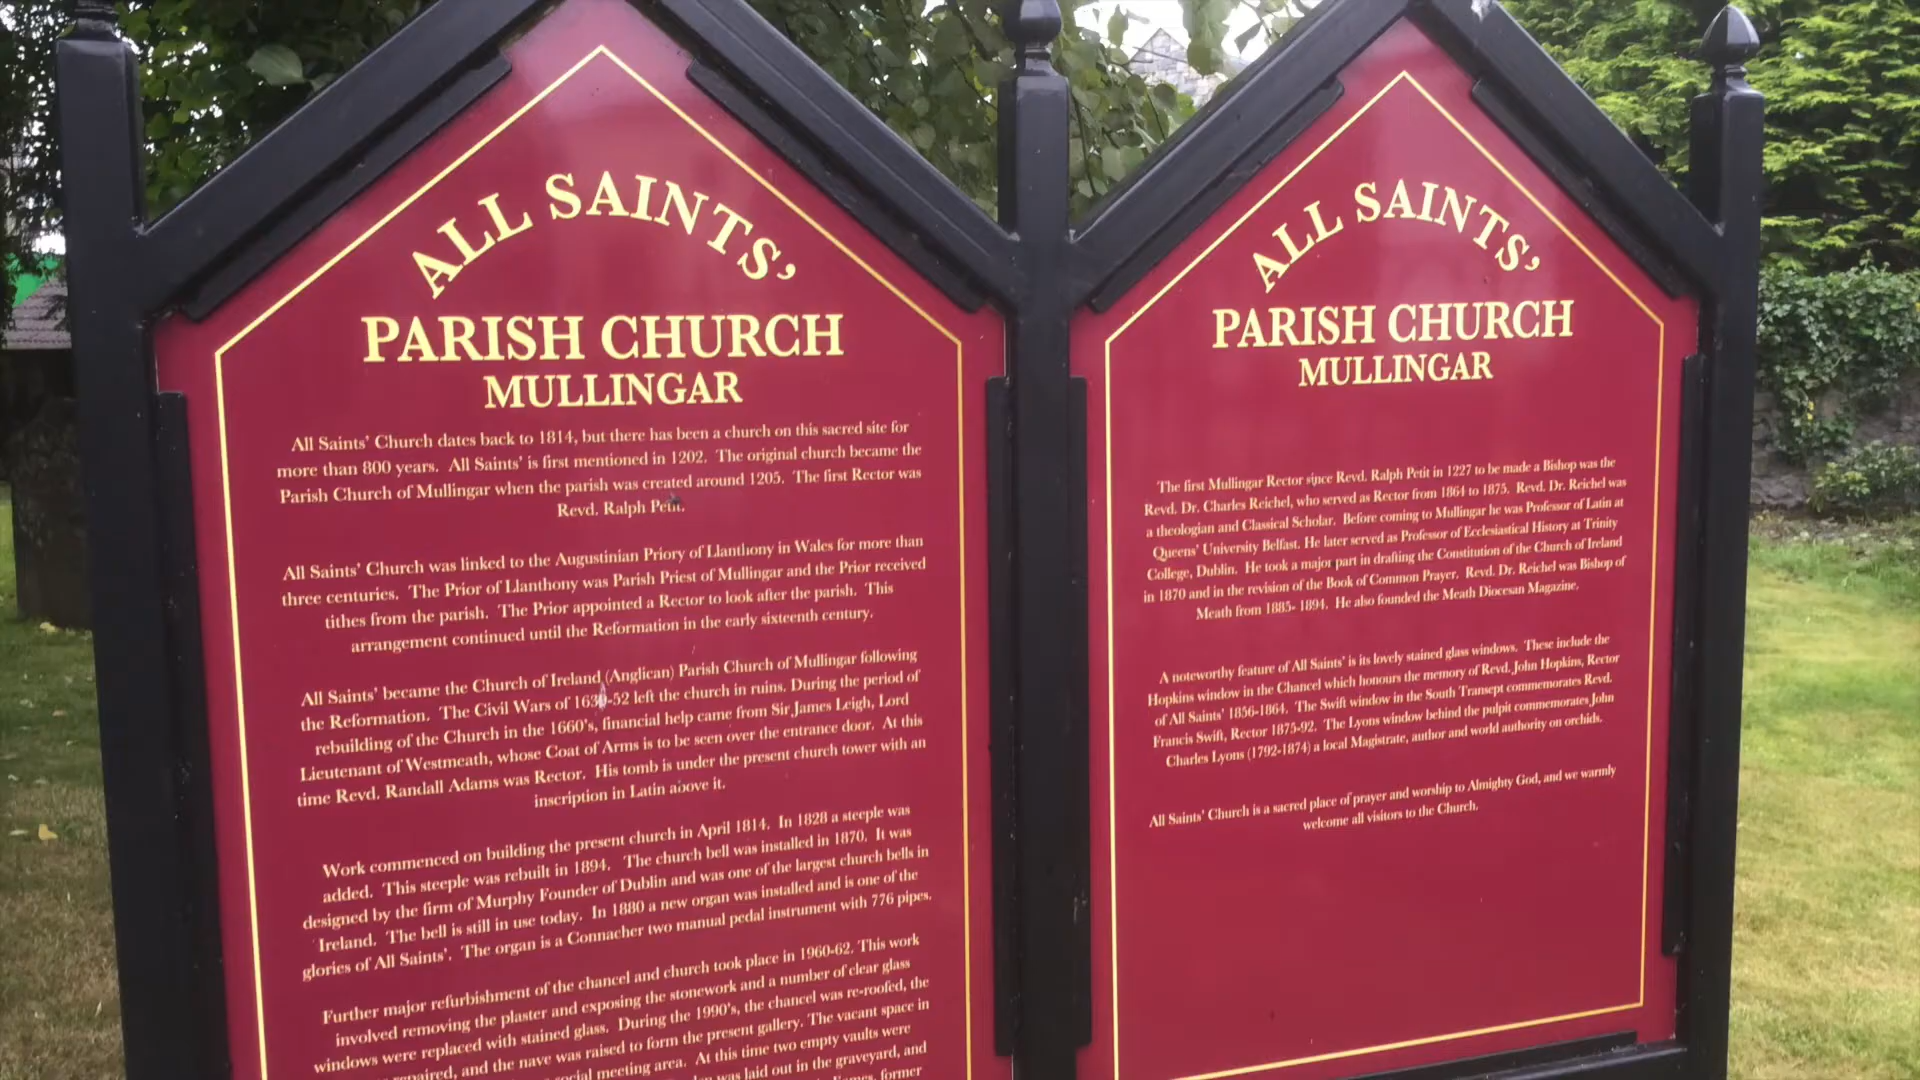 ALL SAINTS'
PARISH CHURCH
MULLINGAR
All Saints' Church dates back to 1814, but there has been a church on this sacred site for
more than 800 years. All Saints' is first mentioned in 1202. The original church became the
Parish Church of Mullingar when the parish was created around 1205. The first Rector was
Revd. Ralph Petit.
All Saints' Church was linked to the Augustinian Priory of Llanthony in Wales for more than
three centuries. The Prior of Llanthony was Parish Priest of Mullingar and the Prior received
tithes from the parish. The Prior appointed a Rector to look after the parish. This
arrangement continued until the Reformation in the early sixteenth century.
All Saints' became the Church of Ireland (Anglican) Parish Church of Mullingar following
the Reformation. The Civil Wars of 1639-52 left the church in ruins. During the period of
rebuilding of the Church in the 1660's, financial help came from Sir James Leigh, Lord
Lieutenant of Westmeath, whose Coat of Arms is to be seen over the entrance door. At this
time Revd. Randall Adams was Rector. His tomb is under the present church tower with an
inscription in Latin above it.
Work commenced on building the present church in April 1814. In 1828 a steeple was
added. This steeple was rebuilt in 1894. The church bell was installed in 1870. It was
designed by the firm of Murphy Founder of Dublin and was one of the largest church bells in
Ireland. The bell is still in use today. In 1880 a new organ was installed and is one of the
glories of All Saints'. The organ is a Connacher two manual pedal instrument with 776 pipes.
Further major refurbishment of the chancel and church took place in 1960-62. This work
involved removing the plaster and exposing the stonework and a number of clear glass
windows were replaced with stained glass. During the 1990's, the chancel was re-roofed, the
repaired, and the nave was raised to form the present gallery. The vacant space in
social meeting area. At this time two empty vaults were
was laid out in the graveyard, and
former
ALL SAINTS'
PARISH CHURCH
MULLINGAR
The first Mullingar Rector since Revd. Ralph Petit in 1227 to be made a Bishop was the
Revd. Dr. Charles Reichel, who served as Rector from 1864 to 1875. Revd. Dr. Reichel was
a theologian and Classical Scholar. Before coming to Mullingar he was Professor of Latin at
Queens' University Belfast. He later served as Professor of Ecclesiastical History at Trinity
College, Dublin. He took a major part in drafting the Constitution of the Church of Ireland
in 1870 and in the revision of the Book of Common Prayer. Revd. Dr. Reichel was Bishop of
Meath from 1885- 1894. He also founded the Meath Diocesan Magazine.
A noteworthy feature of All Saints' is its lovely stained glass windows. These include the
Hopkins window in the Chancel which honours the memory of Revd. John Hopkins, Rector
of All Saints' 1856-1864. The Swift window in the South Transept commemorates Revd.
Francis Swift, Rector 1875-92. The Lyons window behind the pulpit commemorates John
Charles Lyons (1792-1874) a local Magistrate, author and world authority on orchids.
All Saints' Church is a sacred place of prayer and worship to Almighty God, and we warmly
welcome all visitors to the Church.